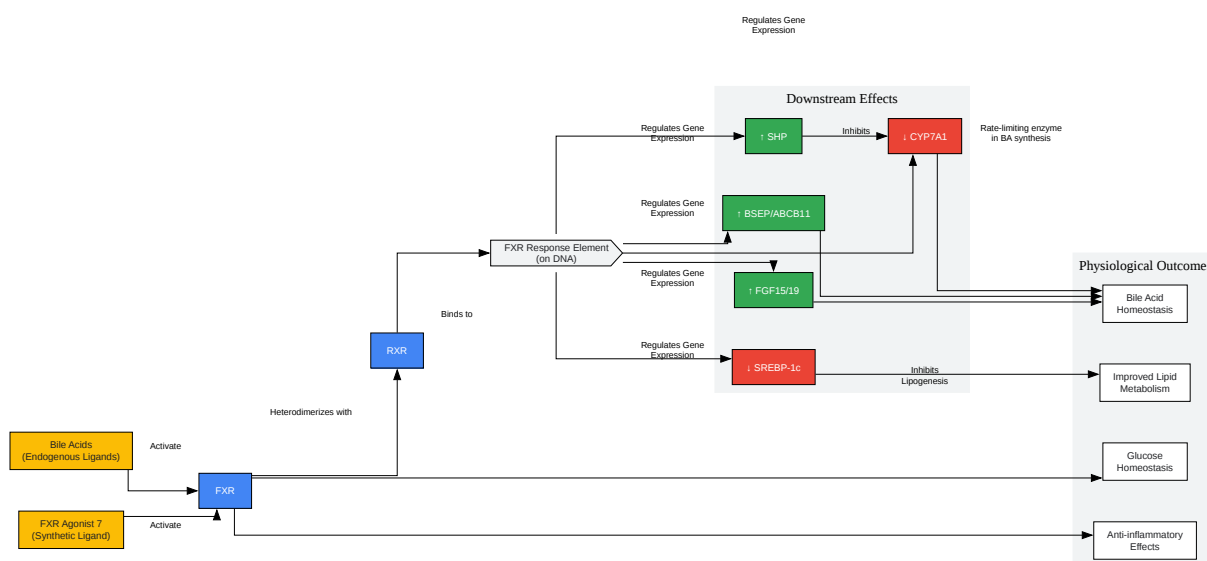 Regulates Gene
Expression
Downstream Effects
Regulates Gene
Expression
↑ SHP
Inhibits
↓ CYP7A1
Rate-limiting enzyme
in BA synthesis
Regulates Gene
Expression
↑ BSEP/ABCB11
FXR Response Element
(on DNA)
Regulates Gene
Expression
↑ FGF15/19
Physiological Outcome
Bile Acid
Homeostasis
Binds to
RXR
Regulates Gene
Expression
↓ SREBP-1c
Inhibits
Lipogenesis
Improved Lipid
Metabolism
Heterodimerizes with
Bile Acids
(Endogenous Ligands)
Activate
FXR
Glucose
Homeostasis
FXR Agonist 7
(Synthetic Ligand)
Activate
Anti-inflammatory
Effects